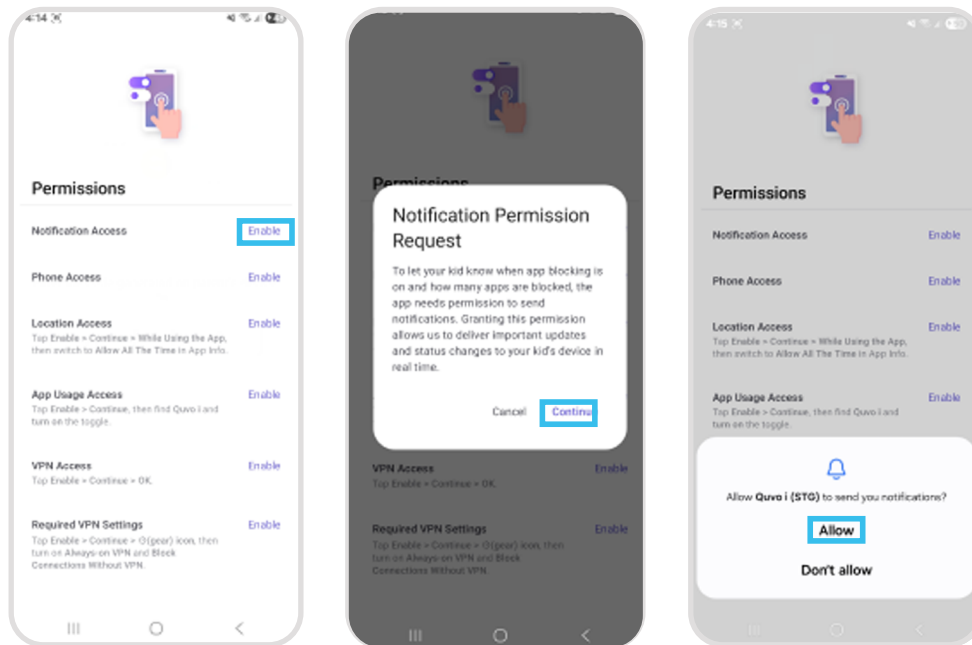 4:14
Permissions
Notification Access
Enable
Phone Access
Enable
Location Access
Enable
Tap Enable > Continue > While Using the App,
then switch to Allow All The Time in App Info.
App Usage Access
Enable
Tap Enable > Continue, then find Quvo i and
turn on the toggle.
VPN Access
Enable
Tap Enable > Continue > OK.
Required VPN Settings
Enable
Tap Enable > Continue > (gear) icon, then
turn on Always-on VPN and Block
Connections Without VPN.
Permissions
Notification Permission
Request
To let your kid know when app blocking is
on and how many apps are blocked, the
app needs permission to send
notifications. Granting this permission
allows us to deliver important updates
and status changes to your kid's device in
real time.
Cancel
Continu
VPN Access
Enable
Tap Enable > Continue > OK.
Required VPN Settings
Enable
Tap Enable > Continue > (gear) icon, then
turn on Always-on VPN and Block
Connections Without VPN.
4:15
Permissions
Notification Access
Enable
Phone Access
Enable
Location Access
Enable
Tap Enable > Continue > While Using the App,
then switch to Allow All The Time in App Info.
App Usage Access
Enable
Tap Enable > Continue, then find Quvo i and
turn on the toggle.
Allow Quvo i (STG) to send you notifications?
Allow
Don't allow